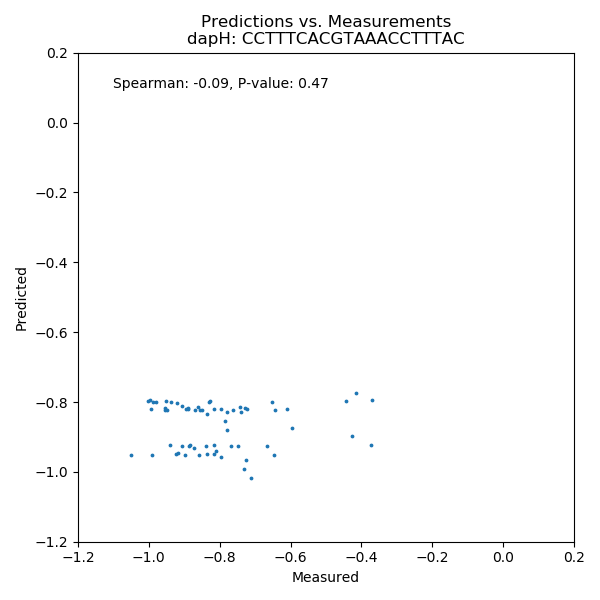 Predictions vs. Measurements
dapH: CCTTTCACGTAAACCTTTAC
Spearman: -0.09, P-value: 0.47
0.2
0.0
−0.2
−0.4
−0.6
−0.8
−1.0
−1.2
Predicted
−1.2 −1.0 −0.8 −0.6 −0.4 −0.2 0.0 0.2
Measured